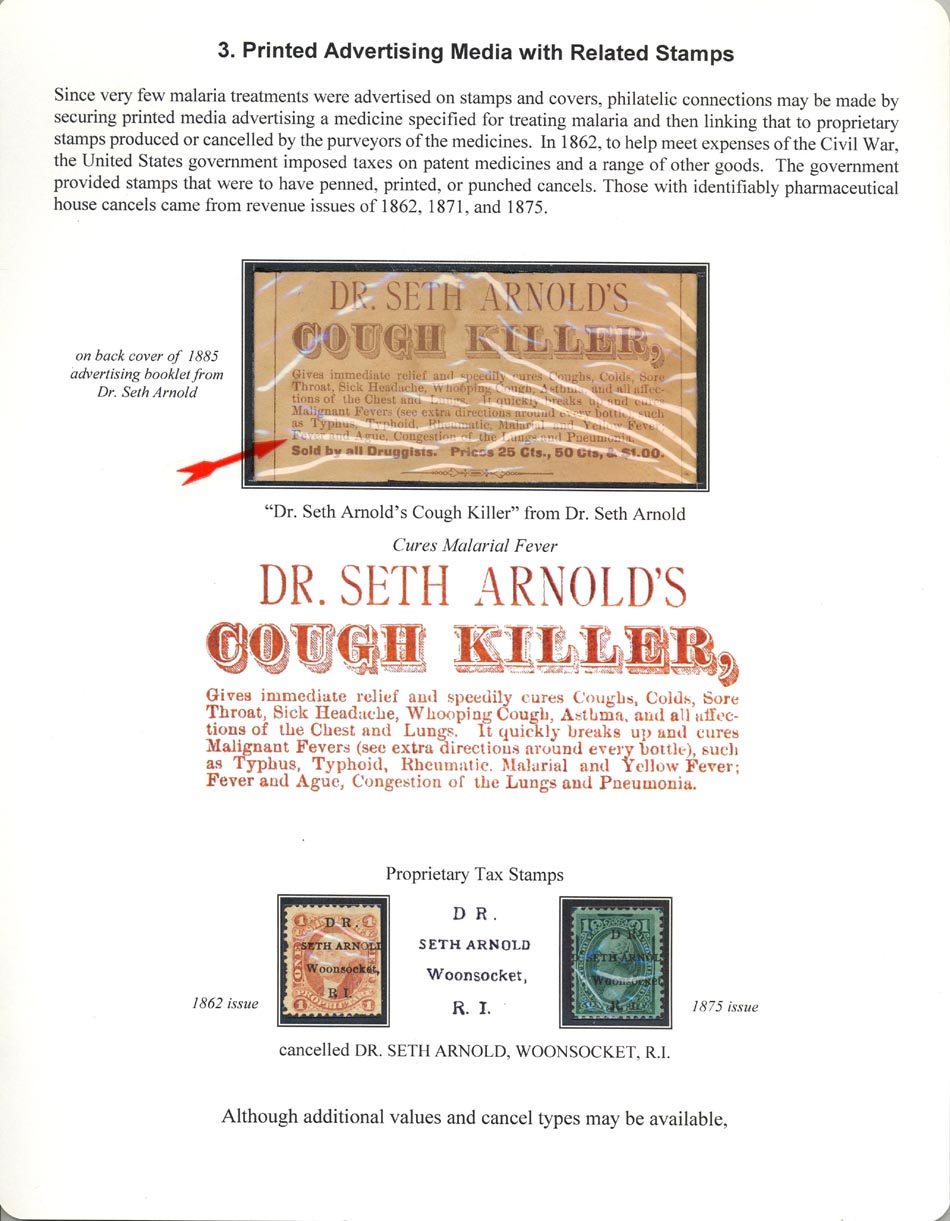 3. Printed Advertising Media with Related Stamps
Since very few malaria treatments were advertised on stamps and covers, philatelic connections may be made by
securing printed media advertising a medicine specified for treating malaria and then linking that to proprietary
stamps produced or cancelled by the purveyors of the medicines. In 1862, to help meet expenses of the Civil War,
the United States government imposed taxes on patent medicines and a range of other goods. The government
provided stamps that were to have penned, printed, or punched cancels. Those with identifiably pharmaceutical
house cancels came from revenue issues of 1862, 1871, and 1875.
DR. SETH ARNOLD'S
COUGH KILLER,
Gives immediate relief and speedily cures Coughs, Colds, Sore
Throat, Sick Headache, Whooping Cough, Asthma, and all affec-
tions of the Chest and Lungs. It quickly breaks up and cures
Malignant Fevers (see extra directions around every bottle), such
as Typhus, Typhoid, Rheumatic, Malarial and Yellow Fever;
Fever and Ague, Congestion of the Lungs and Pneumonia.
Sold by all Druggists. Prices 25 Cts., 50 Cts, & $1.00.
on back cover of 1885
advertising booklet from
Dr. Seth Arnold
“Dr. Seth Arnold’s Cough Killer” from Dr. Seth Arnold
Cures Malarial Fever
DR. SETH ARNOLD'S
COUGH KILLER,
Gives immediate relief and speedily cures Coughs, Colds, Sore
Throat, Sick Headache, Whooping Cough, Asthma, and all affec-
tions of the Chest and Lungs. It quickly breaks up and cures
Malignant Fevers (see extra directions around every bottle), such
as Typhus, Typhoid, Rheumatic. Malarial and Yellow Fever;
Fever and Ague, Congestion of the Lungs and Pneumonia.
Proprietary Tax Stamps
1862 issue
1 1
DR.
SETH ARNOLD
Woonsocket,
R. I.
1 1
DR.
SETH ARNOLD
Woonsocket,
R. I.
DR.
SETH ARNOL
Woonsocket
R. I.
1875 issue
cancelled DR. SETH ARNOLD, WOONSOCKET, R.I.
Although additional values and cancel types may be available,